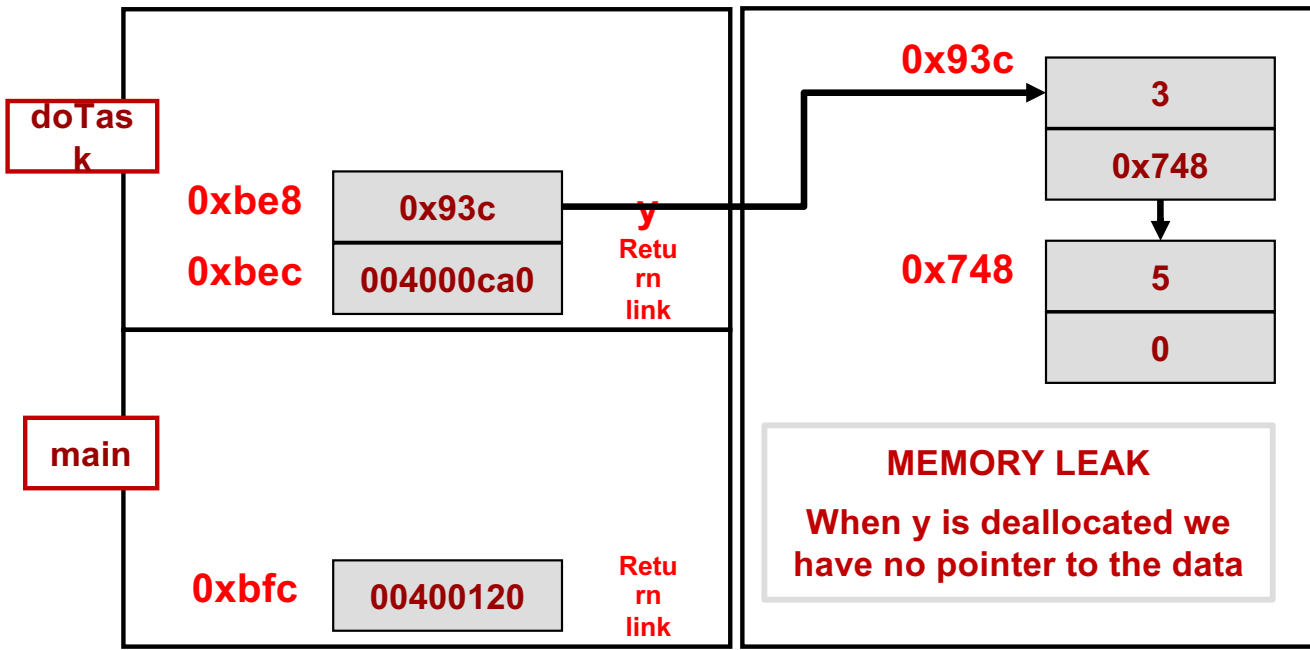 doTas
k
0xbe8
0x93c
y
0xbec
004000ca0
Retu
rn
link
main
0xbfc
00400120
Retu
rn
link
0x93c
3
0x748
0x748
5
0
MEMORY LEAK
When y is deallocated we
have no pointer to the data